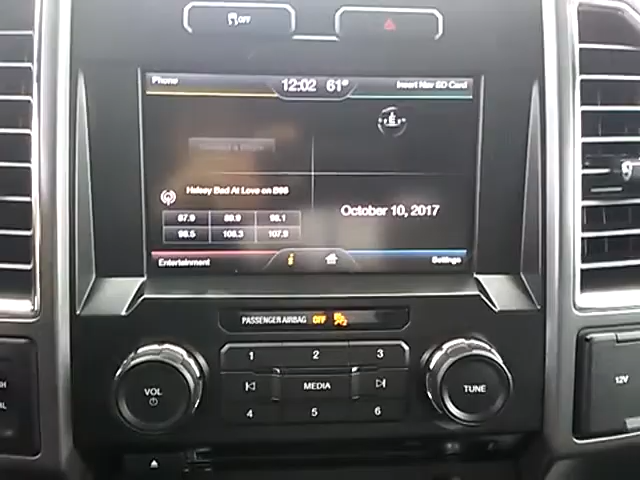 OFF
Phone 12:02 61° Insert Nav SD Card
E
Halsey Bad At Love on B96
87.9 89.9 98.1
98.5 106.3 107.9
October 10, 2017
Entertainment i Settings
PASSENGER AIRBAG OFF
1 2 3
VOL MEDIA TUNE
4 5 6
12V